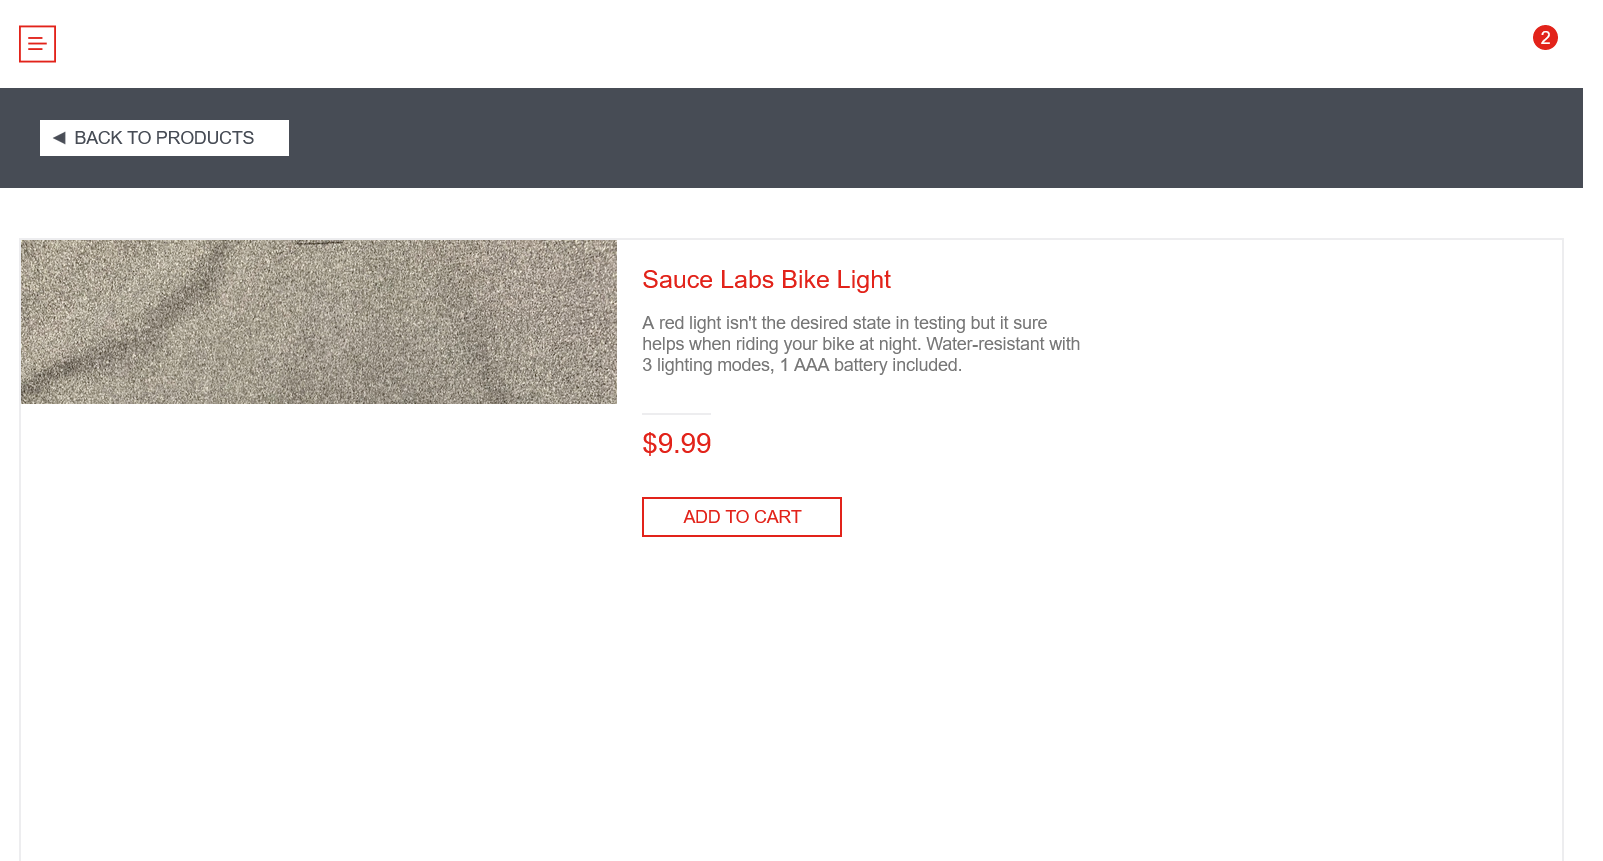 2
BACK TO PRODUCTS
Sauce Labs Bike Light
A red light isn't the desired state in testing but it sure
helps when riding your bike at night. Water-resistant with
3 lighting modes, 1 AAA battery included.
$9.99
ADD TO CART